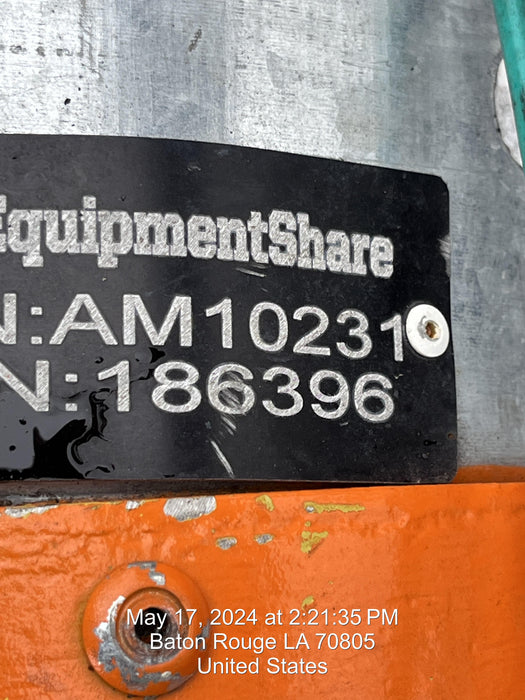 EquipmentShare
N:AM10231
N:186396
May 17, 2024 at 2:21:35 PM
Baton Rouge LA 70805
United States